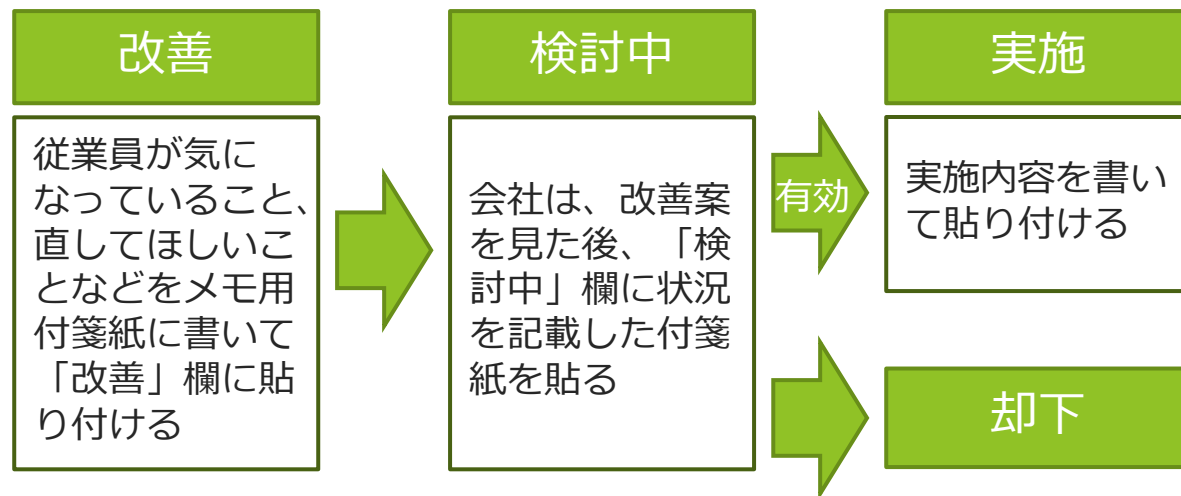 改善
従業員が気に
なっていること、
直してほしいこ
となどをメモ用
付箋紙に書いて
「改善」欄に貼
り付ける
検討中
会社は、改善案
を見た後、「検
討中」欄に状況
を記載した付箋
紙を貼る
有効
実施
実施内容を書い
て貼り付ける
却下